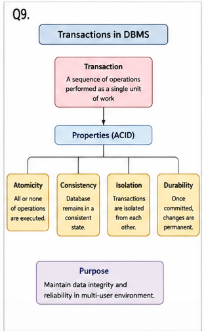 Q9.
Transactions in DBMS
Transaction
A sequence of operations
performed as a single unit
of work
Properties (ACID)
Atomicity
All or none
of operations
are executed.
Consistency
Database
remains in a
consistent
state.
Isolation
Transactions
are isolated
from each
other.
Durability
Once
committed,
changes are
permanent.
Purpose
Maintain data integrity and
reliability in multi-user environment.